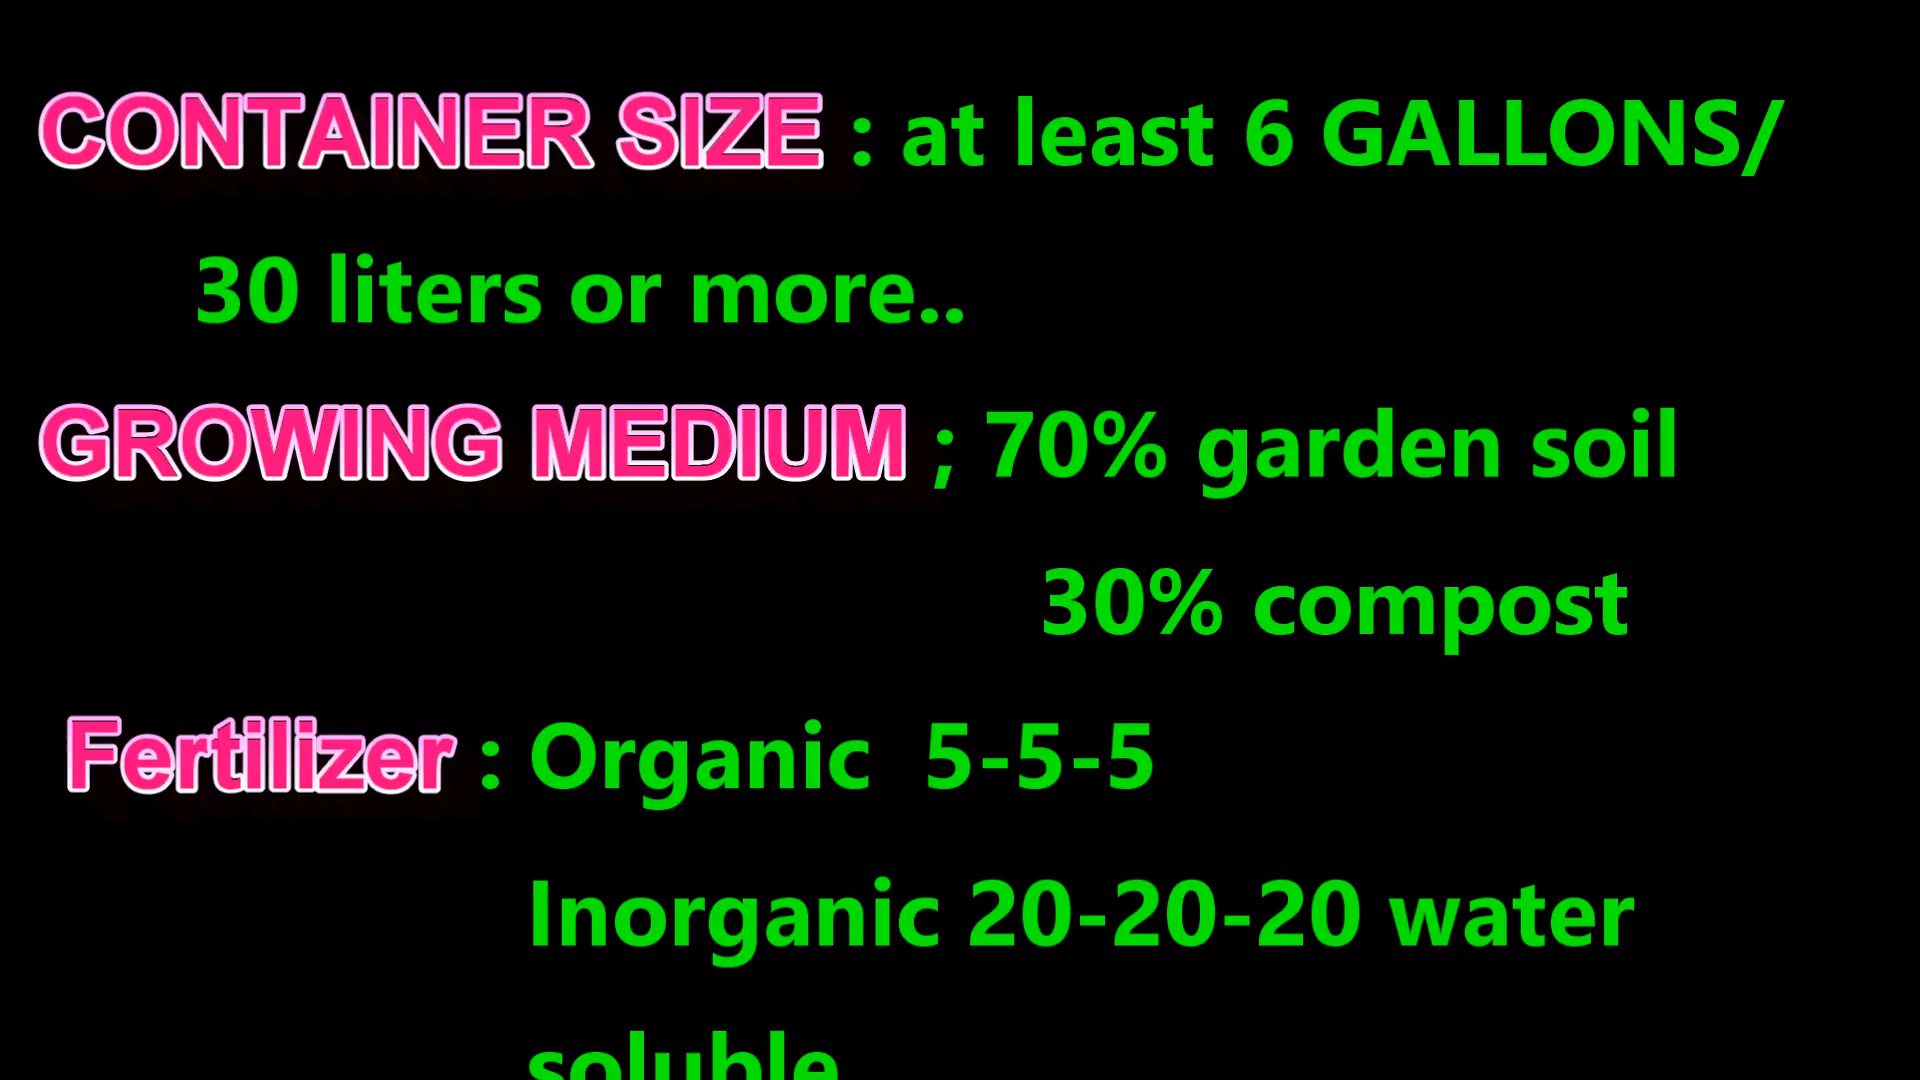 CONTAINER SIZE : at least 6 GALLONS/
30 liters or more..
GROWING MEDIUM ; 70% garden soil
30% compost
Fertilizer : Organic 5-5-5
Inorganic 20-20-20 water
soluble